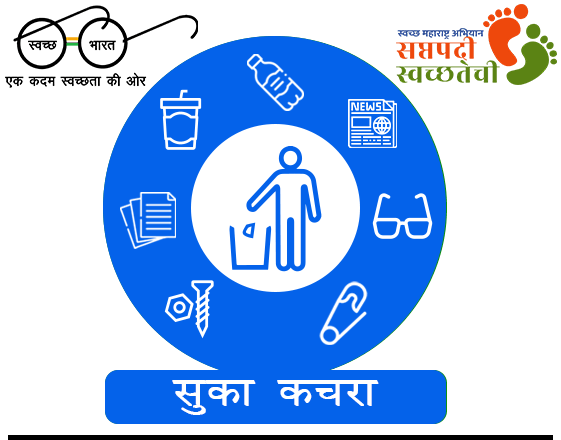 स्वच्छ भारत
एक कदम स्वच्छता की ओर
स्वच्छ महाराष्ट्र अभियान
सप्तपदी
स्वच्छतेची
NEWS
सुका कचरा